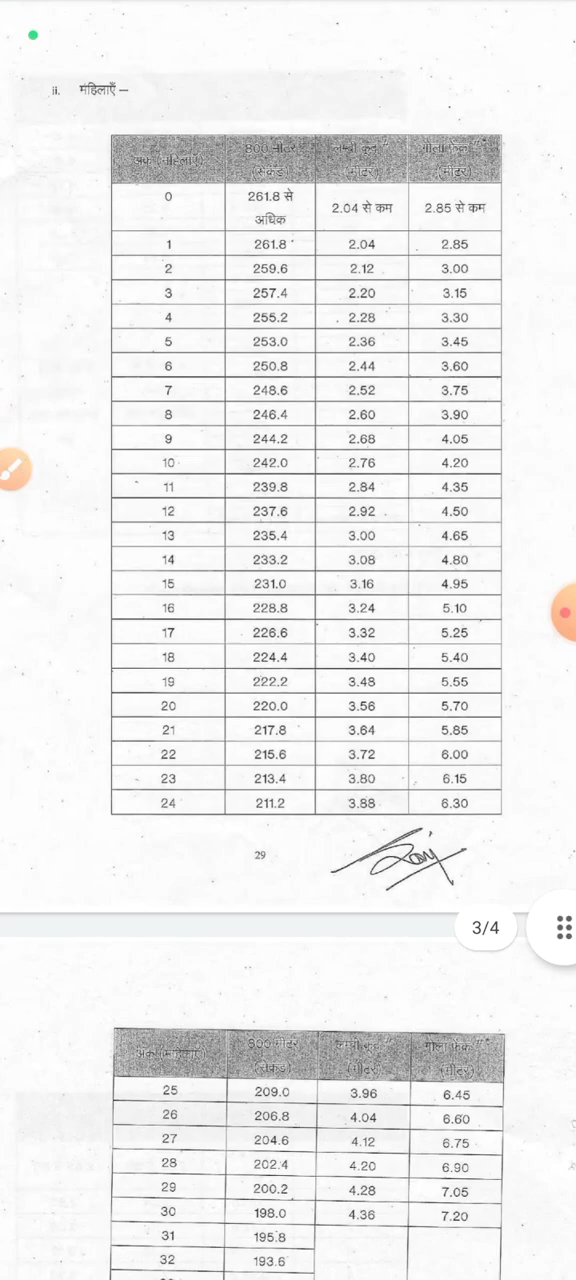 ii. महिलाएँ –
अंक (महिलाएँ) 800 मीटर (सेकंड) लम्बी कूद (मीटर) गोला फेंक (मीटर)
0 261.8 से अधिक 2.04 से कम 2.85 से कम
1 261.8 2.04 2.85
2 259.6 2.12 3.00
3 257.4 2.20 3.15
4 255.2 2.28 3.30
5 253.0 2.36 3.45
6 250.8 2.44 3.60
7 248.6 2.52 3.75
8 246.4 2.60 3.90
9 244.2 2.68 4.05
10 242.0 2.76 4.20
11 239.8 2.84 4.35
12 237.6 2.92 4.50
13 235.4 3.00 4.65
14 233.2 3.08 4.80
15 231.0 3.16 4.95
16 228.8 3.24 5.10
17 226.6 3.32 5.25
18 224.4 3.40 5.40
19 222.2 3.48 5.55
20 220.0 3.56 5.70
21 217.8 3.64 5.85
22 215.6 3.72 6.00
23 213.4 3.80 6.15
24 211.2 3.88 6.30
29
3/4
अंक (महिलाएँ) 800 मीटर (सेकंड) लम्बी कूद (मीटर) गोला फेंक (मीटर)
25 209.0 3.96 6.45
26 206.8 4.04 6.60
27 204.6 4.12 6.75
28 202.4 4.20 6.90
29 200.2 4.28 7.05
30 198.0 4.36 7.20
31 195.8
32 193.6